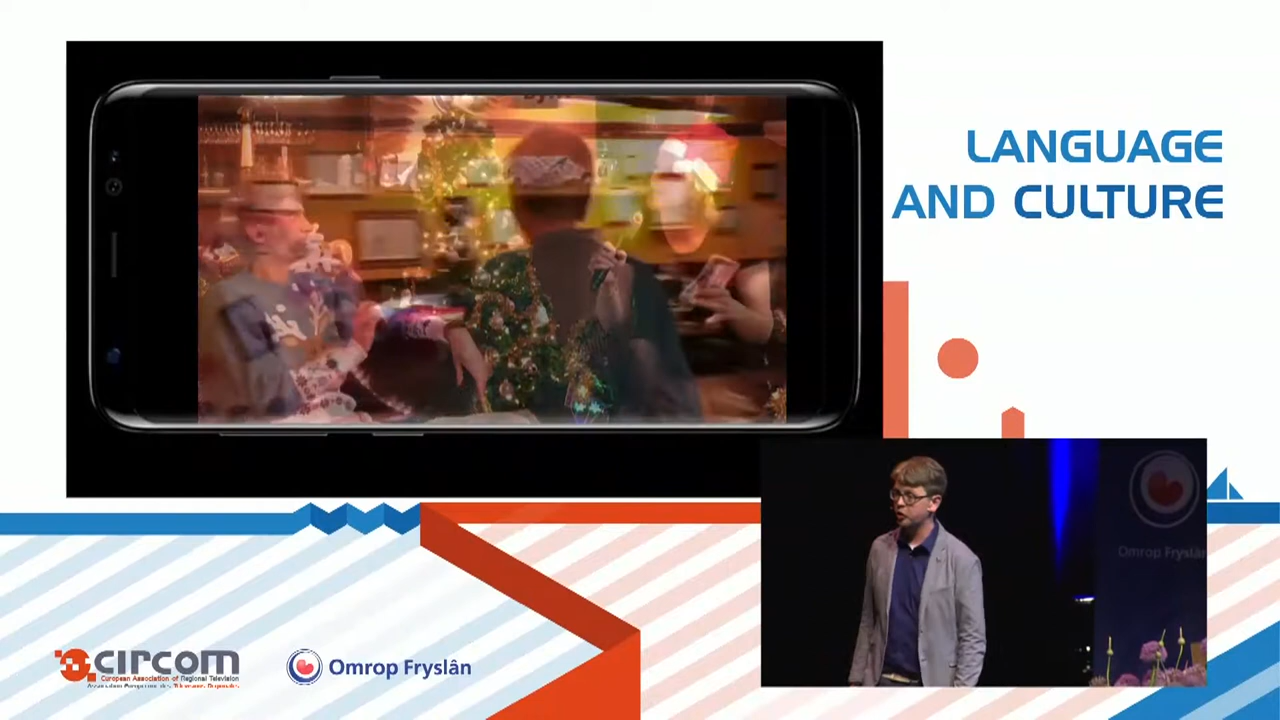 LANGUAGE
AND CULTURE
Omrop Fryslân
circom
European Association of Regional Television
Omrop Fryslân